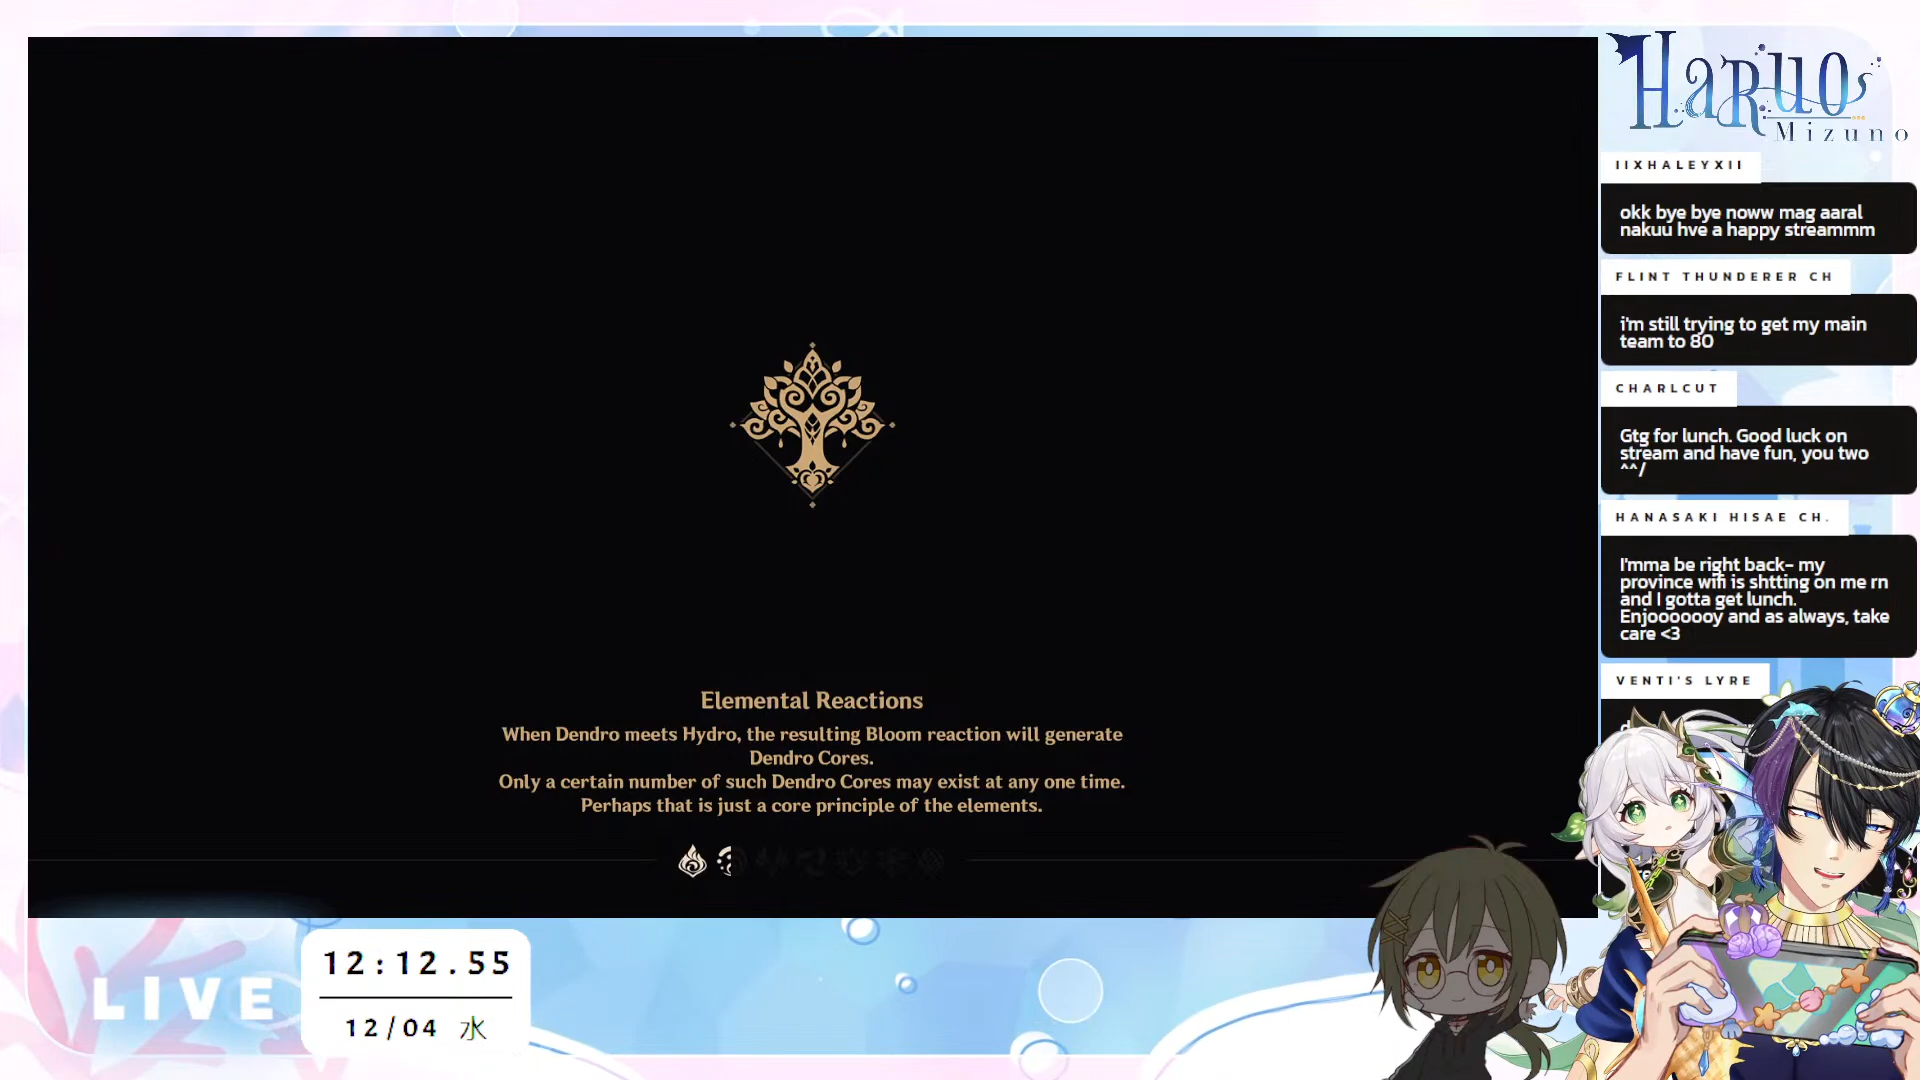 Haruo
Mizuno
IIXHALEYXII
okk bye bye noww mag aaral
nakuu hve a happy streammm
FLINT THUNDERER CH
i'm still trying to get my main
team to 80
CHARLCUT
Gtg for lunch. Good luck on
stream and have fun, you two
^^/
HANASAKI HISAE CH.
I'mma be right back- my
province wifi is shtting on me rn
and I gotta get lunch.
Enjooooooy and as always, take
care <3
VENTI'S LYRE
Elemental Reactions
When Dendro meets Hydro, the resulting Bloom reaction will generate
Dendro Cores.
Only a certain number of such Dendro Cores may exist at any one time.
Perhaps that is just a core principle of the elements.
LIVE
12:12.55
12/04 水